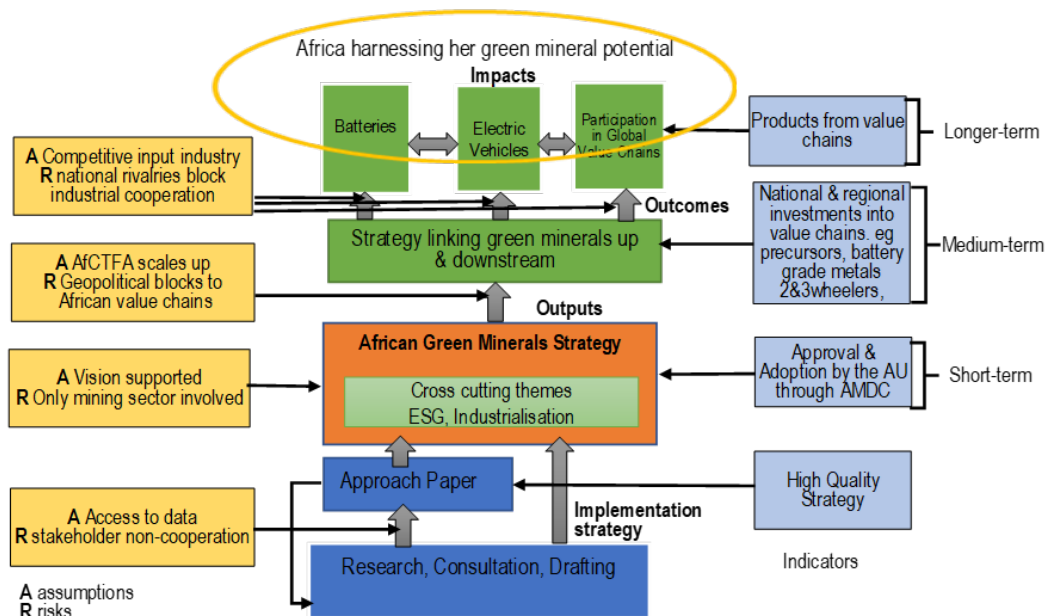 Africa harnessing her green mineral potential
Impacts
Batteries
Electric
Vehicles
Participation
in Global
Value Chains
Products from value
chains
Longer-term
A Competitive input industry
R national rivalries block
industrial cooperation
Outcomes
Strategy linking green minerals up
& downstream
National & regional
investments into
value chains. eg
precursors, battery
grade metals
2&3wheelers,
Medium-term
A AfCTFA scales up
R Geopolitical blocks to
African value chains
Outputs
African Green Minerals Strategy
Cross cutting themes
ESG, Industrialisation
A Vision supported
R Only mining sector involved
Approval &
Adoption by the AU
through AMDC
Short-term
Approach Paper
High Quality
Strategy
Implementation
strategy
A Access to data
R stakeholder non-cooperation
Research, Consultation, Drafting
Indicators
A assumptions
R risks